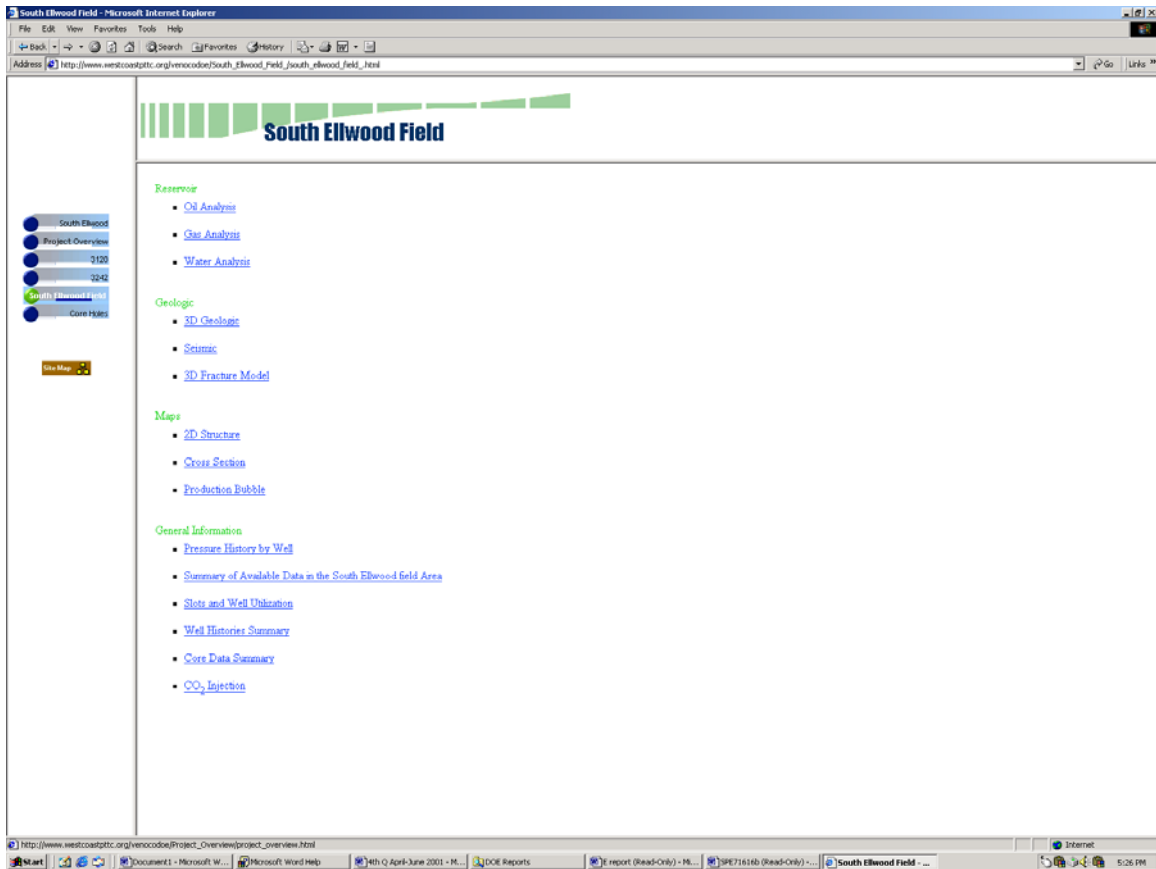 South Ellwood Field - Microsoft Internet Explorer
File Edit View Favorites Tools Help
Back Search Favorites History
Address http://www.westcoastpttc.org/venocodoe/South_Ellwood_Field_/south_ellwood_field_.html Go Links »
South Ellwood Field
South Ellwood
Project Overview
3120
3242
South Ellwood Field
Core Holes
Site Map
Reservoir
Oil Analysis
Gas Analysis
Water Analysis
Geologic
3D Geologic
Seismic
3D Fracture Model
Maps
2D Structure
Cross Section
Production Bubble
General Information
Pressure History by Well
Summary of Available Data in the South Ellwood field Area
Slots and Well Utilization
Well Histories Summary
Core Data Summary
CO2 Injection
http://www.westcoastpttc.org/venocodoe/Project_Overview/project_overview.html Internet
Start Document1 - Microsoft W... Microsoft Word Help 4th Q April-June 2001 - M... DOE Reports E report (Read-Only) - Mi... SPE71616b (Read-Only) -... South Ellwood Field - ... 5:26 PM